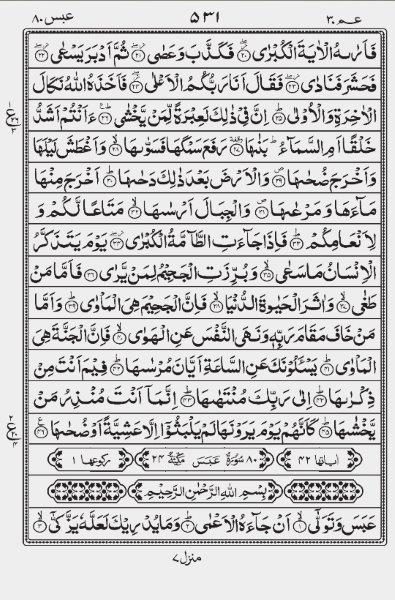 عبس ٨٠ ٥٣١ عم ٣٠
فَاَرٰىهُ الْاٰيَةَ الْكُبْرٰى ﴿٢٠﴾ فَكَذَّبَ وَعَصٰى ﴿٢١﴾ ثُمَّ اَدْبَرَ يَسْعٰى ﴿٢٢﴾
فَحَشَرَ فَنَادٰى ﴿٢٣﴾ فَقَالَ اَنَا رَبُّكُمُ الْاَعْلٰى ﴿٢٤﴾ فَاَخَذَهُ اللّٰهُ نَكَالَ
الْاٰخِرَةِ وَالْاُوْلٰى ﴿٢٥﴾ اِنَّ فِيْ ذٰلِكَ لَعِبْرَةً لِّمَنْ يَّخْشٰى ﴿٢٦﴾ ءَاَنْتُمْ اَشَدُّ
خَلْقًا اَمِ السَّمَآءُ ؕ بَنٰىهَا ﴿٢٧﴾ رَفَعَ سَمْكَهَا فَسَوّٰىهَا ﴿٢٨﴾ وَاَغْطَشَ لَيْلَهَا
وَاَخْرَجَ ضُحٰىهَا ﴿٢٩﴾ وَالْاَرْضَ بَعْدَ ذٰلِكَ دَحٰىهَا ﴿٣٠﴾ اَخْرَجَ مِنْهَا
مَآءَهَا وَمَرْعٰىهَا ﴿٣١﴾ وَالْجِبَالَ اَرْسٰىهَا ﴿٣٢﴾ مَتَاعًا لَّكُمْ وَ
لِاَنْعَامِكُمْ ﴿٣٣﴾ فَاِذَا جَآءَتِ الطَّآمَّةُ الْكُبْرٰى ﴿٣٤﴾ يَوْمَ يَتَذَكَّرُ
الْاِنْسَانُ مَا سَعٰى ﴿٣٥﴾ وَبُرِّزَتِ الْجَحِيْمُ لِمَنْ يَّرٰى ﴿٣٦﴾ فَاَمَّا مَنْ
طَغٰى ﴿٣٧﴾ وَاٰثَرَ الْحَيٰوةَ الدُّنْيَا ﴿٣٨﴾ فَاِنَّ الْجَحِيْمَ هِيَ الْمَاْوٰى ﴿٣٩﴾ وَاَمَّا
مَنْ خَافَ مَقَامَ رَبِّهٖ وَنَهَى النَّفْسَ عَنِ الْهَوٰى ﴿٤٠﴾ فَاِنَّ الْجَنَّةَ هِيَ
الْمَاْوٰى ﴿٤١﴾ يَسْـَٔلُوْنَكَ عَنِ السَّاعَةِ اَيَّانَ مُرْسٰىهَا ﴿٤٢﴾ فِيْمَ اَنْتَ مِنْ
ذِكْرٰىهَا ﴿٤٣﴾ اِلٰى رَبِّكَ مُنْتَهٰىهَا ﴿٤٤﴾ اِنَّمَآ اَنْتَ مُنْذِرُ مَنْ
يَّخْشٰىهَا ﴿٤٥﴾ كَاَنَّهُمْ يَوْمَ يَرَوْنَهَا لَمْ يَلْبَثُوْٓا اِلَّا عَشِيَّةً اَوْ ضُحٰىهَا ﴿٤٦﴾
اٰياتها ٤٢ ٨٠ سُوْرَةُ عَبَسَ مَكِّيَّةٌ ٢٤ ركوعها ١
بِسْمِ اللّٰهِ الرَّحْمٰنِ الرَّحِيْمِ
عَبَسَ وَتَوَلّٰٓى ﴿١﴾ اَنْ جَآءَهُ الْاَعْمٰى ﴿٢﴾ وَمَا يُدْرِيْكَ لَعَلَّهٗ يَزَّكّٰٓى ﴿٣﴾
منزل ٧